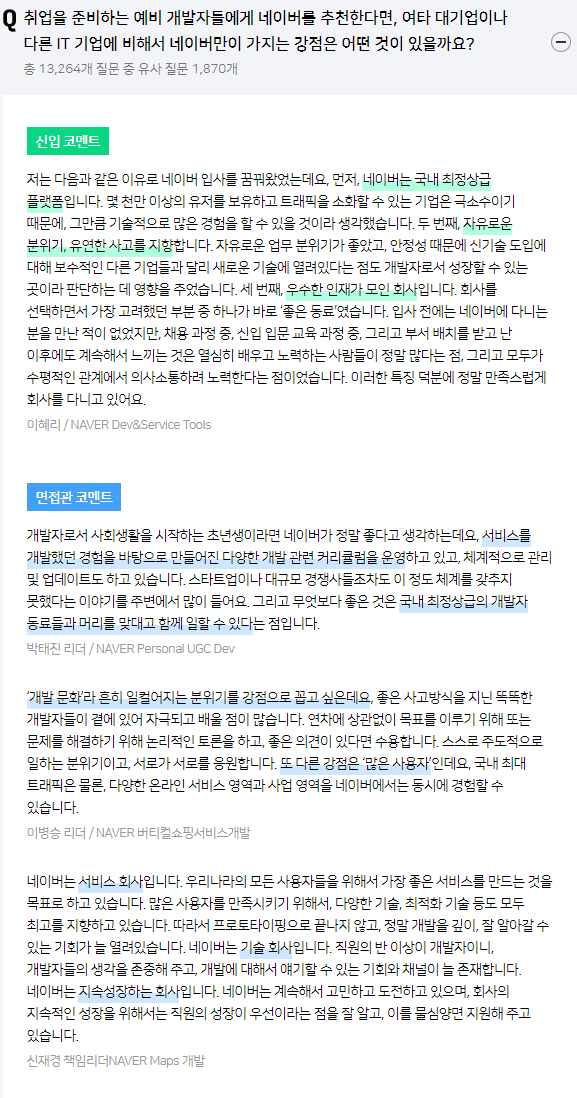 Q 취업을 준비하는 예비 개발자들에게 네이버를 추천한다면, 여타 대기업이나
다른 IT 기업에 비해서 네이버만이 가지는 강점은 어떤 것이 있을까요?
총 13,264개 질문 중 유사 질문 1,870개
신입 코멘트
저는 다음과 같은 이유로 네이버 입사를 꿈꿔왔었는데요, 먼저, 네이버는 국내 최정상급
플랫폼입니다. 몇 천만 이상의 유저를 보유하고 트래픽을 소화할 수 있는 기업은 극소수이기
때문에, 그만큼 기술적으로 많은 경험을 할 수 있을 것이라 생각했습니다. 두 번째, 자유로운
분위기, 유연한 사고를 지향합니다. 자유로운 업무 분위기가 좋았고, 안정성 때문에 신기술 도입에
대해 보수적인 다른 기업들과 달리 새로운 기술에 열려있다는 점도 개발자로서 성장할 수 있는
곳이라 판단하는 데 영향을 주었습니다. 세 번째, 우수한 인재가 모인 회사입니다. 회사를
선택하면서 가장 고려했던 부분 중 하나가 바로 ‘좋은 동료’였습니다. 입사 전에는 네이버에 다니는
분을 만난 적이 없었지만, 채용 과정 중, 신입 입문 교육 과정 중, 그리고 부서 배치를 받고 난
이후에도 계속해서 느끼는 것은 열심히 배우고 노력하는 사람들이 정말 많다는 점, 그리고 모두가
수평적인 관계에서 의사소통하려 노력한다는 점이었습니다. 이러한 특징 덕분에 정말 만족스럽게
회사를 다니고 있어요.
이혜리 / NAVER Dev&Service Tools
면접관 코멘트
개발자로서 사회생활을 시작하는 초년생이라면 네이버가 정말 좋다고 생각하는데요, 서비스를
개발했던 경험을 바탕으로 만들어진 다양한 개발 관련 커리큘럼을 운영하고 있고, 체계적으로 관리
및 업데이트도 하고 있습니다. 스타트업이나 대규모 경쟁사들조차도 이 정도 체계를 갖추지
못했다는 이야기를 주변에서 많이 들어요. 그리고 무엇보다 좋은 것은 국내 최정상급의 개발자
동료들과 머리를 맞대고 함께 일할 수 있다는 점입니다.
박태진 리더 / NAVER Personal UGC Dev
‘개발 문화’라 흔히 일컬어지는 분위기를 강점으로 꼽고 싶은데요, 좋은 사고방식을 지닌 똑똑한
개발자들이 곁에 있어 자극되고 배울 점이 많습니다. 연차에 상관없이 목표를 이루기 위해 또는
문제를 해결하기 위해 논리적인 토론을 하고, 좋은 의견이 있다면 수용합니다. 스스로 주도적으로
일하는 분위기이고, 서로가 서로를 응원합니다. 또 다른 강점은 ‘많은 사용자’인데요, 국내 최대
트래픽은 물론, 다양한 온라인 서비스 영역과 사업 영역을 네이버에서는 동시에 경험할 수
있습니다.
이병승 리더 / NAVER 버티컬쇼핑서비스개발
네이버는 서비스 회사입니다. 우리나라의 모든 사용자들을 위해서 가장 좋은 서비스를 만드는 것을
목표로 하고 있습니다. 많은 사용자를 만족시키기 위해서, 다양한 기술, 최적화 기술 등도 모두
최고를 지향하고 있습니다. 따라서 프로토타이핑으로 끝나지 않고, 정말 개발을 깊이, 잘 알아갈 수
있는 기회가 늘 열려있습니다. 네이버는 기술 회사입니다. 직원의 반 이상이 개발자이니,
개발자들의 생각을 존중해 주고, 개발에 대해서 얘기할 수 있는 기회와 채널이 늘 존재합니다.
네이버는 지속성장하는 회사입니다. 네이버는 계속해서 고민하고 도전하고 있으며, 회사의
지속적인 성장을 위해서는 직원의 성장이 우선이라는 점을 잘 알고, 이를 물심양면 지원해 주고
있습니다.
신재경 책임리더NAVER Maps 개발